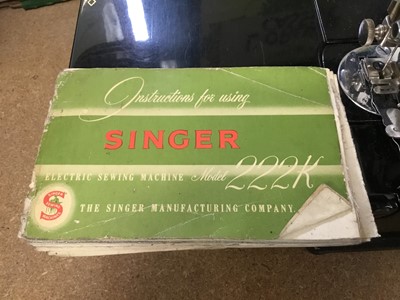 Instructions for using
SINGER
ELECTRIC SEWING MACHINE Model 222K
S
THE SINGER MANUFACTURING COMPANY